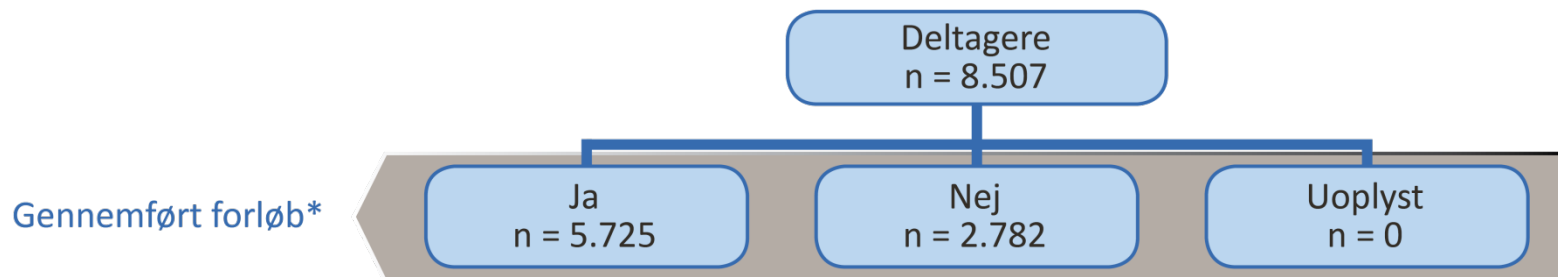 Deltagere
n = 8.507
Gennemført forløb*
Ja
n = 5.725
Nej
n = 2.782
Uoplyst
n = 0